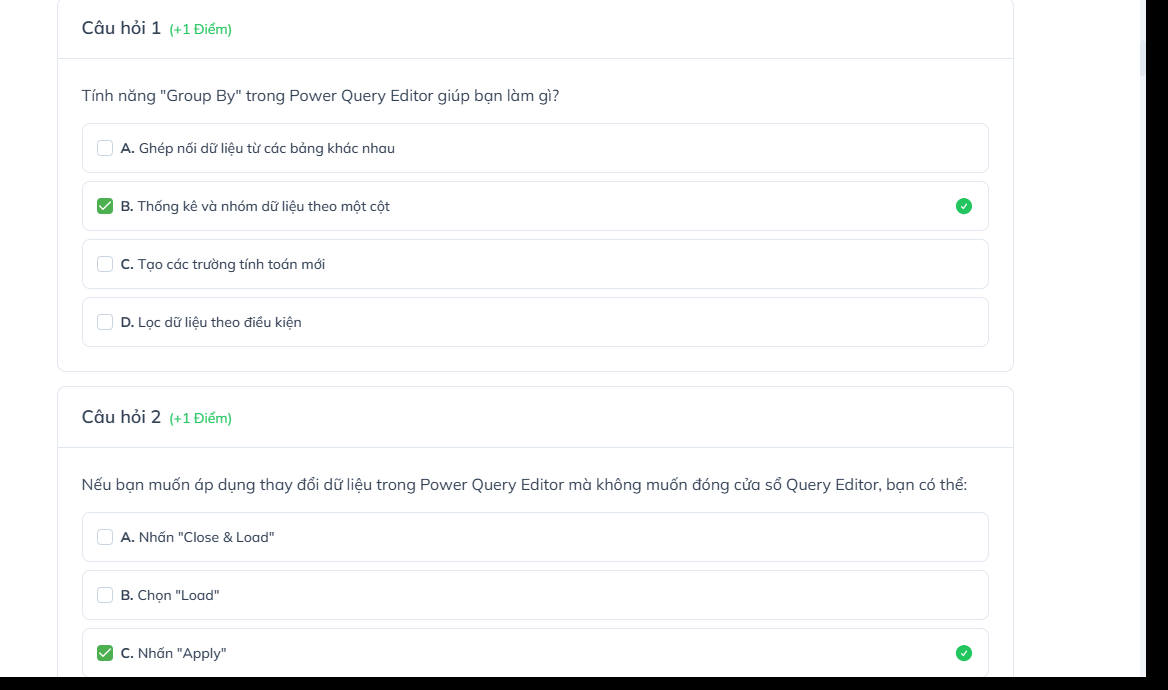 Câu hỏi 1 (+1 Điểm)
Tính năng "Group By" trong Power Query Editor giúp bạn làm gì?
A. Ghép nối dữ liệu từ các bảng khác nhau
B. Thống kê và nhóm dữ liệu theo một cột
C. Tạo các trường tính toán mới
D. Lọc dữ liệu theo điều kiện
Câu hỏi 2 (+1 Điểm)
Nếu bạn muốn áp dụng thay đổi dữ liệu trong Power Query Editor mà không muốn đóng cửa sổ Query Editor, bạn có thể:
A. Nhấn "Close & Load"
B. Chọn "Load"
C. Nhấn "Apply"